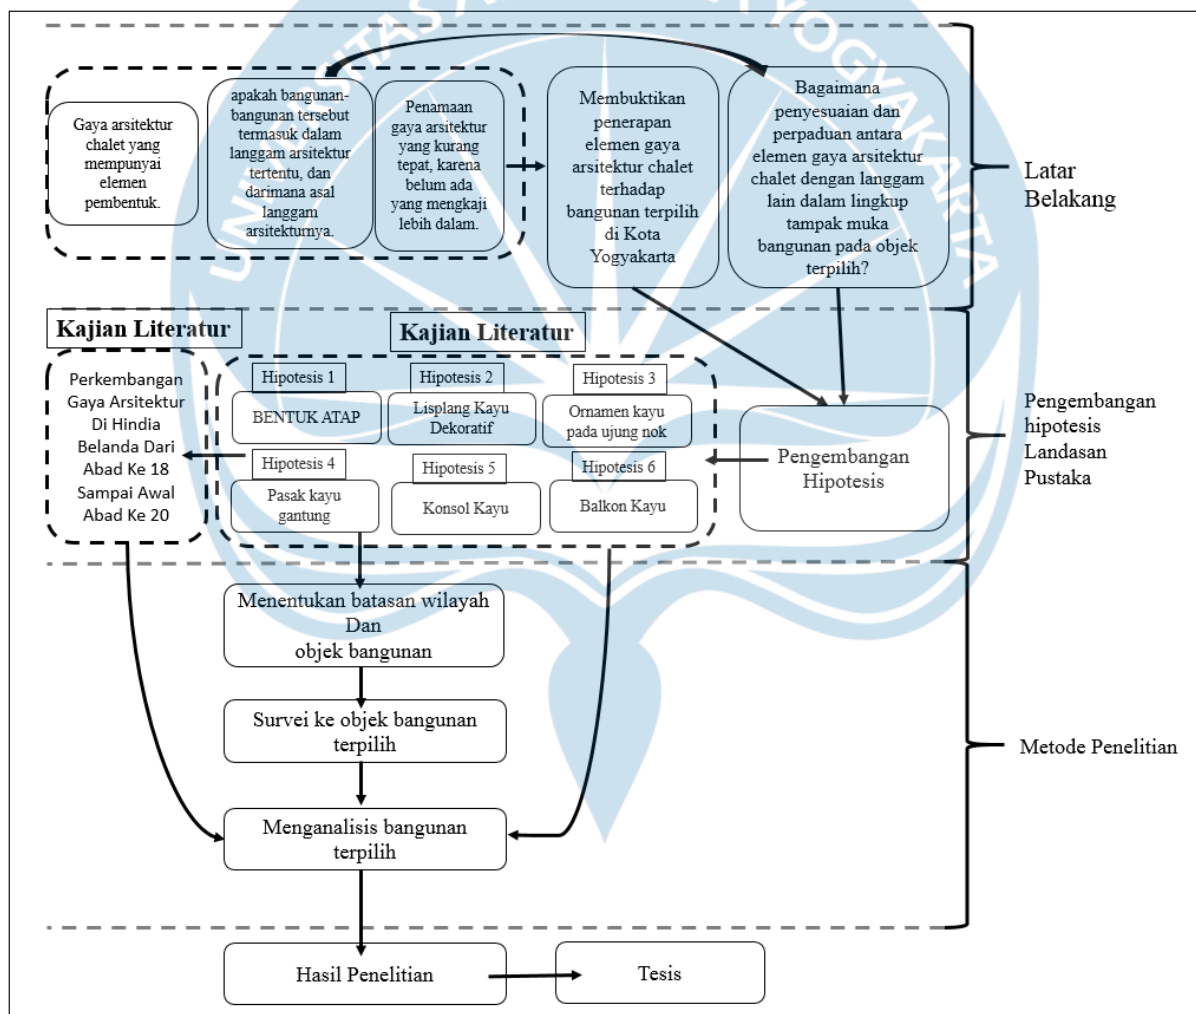 UNIVERSITAS A
YOGYAKARTA
Gaya arsitektur
chalet yang
mempunyai
elemen
pembentuk.
apakah bangunan-
bangunan tersebut
termasuk dalam
langgam arsitektur
tertentu, dan
darimana asal
langgam
arsitekturnya.
Penamaan
gaya arsitektur
yang kurang
tepat, karena
belum ada
yang mengkaji
lebih dalam.
Membuktikan
penerapan
elemen gaya
arsitektur chalet
terhadap
bangunan terpilih
di Kota
Yogyakarta
Bagaimana
penyesuaian dan
perpaduan antara
elemen gaya arsitektur
chalet dengan langgam
lain dalam lingkup
tampak muka
bangunan pada objek
terpilih?
Latar
Belakang
Kajian Literatur
Perkembangan
Gaya Arsitektur
Di Hindia
Belanda Dari
Abad Ke 18
Sampai Awal
Abad Ke 20
Kajian Literatur
Hipotesis 1
BENTUK ATAP
Hipotesis 2
Lisplang Kayu
Dekoratif
Hipotesis 3
Ornamen kayu
pada ujung nok
Hipotesis 4
Pasak kayu
gantung
Hipotesis 5
Konsol Kayu
Hipotesis 6
Balkon Kayu
Pengembangan
Hipotesis
Pengembangan
hipotesis
Landasan
Pustaka
Menentukan batasan wilayah
Dan
objek bangunan
Survei ke objek bangunan
terpilih
Menganalisis bangunan
terpilih
Metode Penelitian
Hasil Penelitian
Tesis